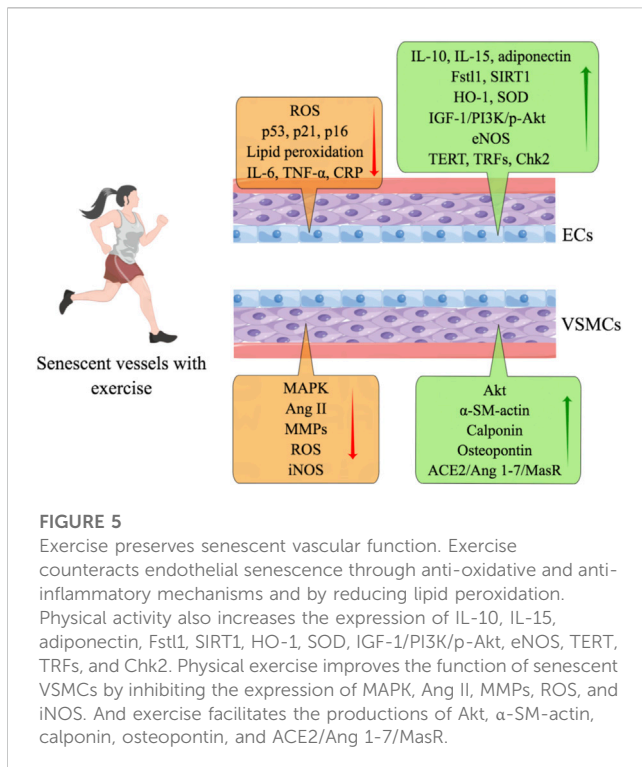 IL-10, IL-15, adiponectin
Fstl1, SIRT1
HO-1, SOD
IGF-1/PI3K/p-Akt
eNOS
TERT, TRFs, Chk2
ROS
p53, p21, p16
Lipid peroxidation
IL-6, TNF-α, CRP
ECs
VSMCs
Senescent vessels with
exercise
MAPK
Ang II
MMPs
ROS
iNOS
Akt
α-SM-actin
Calponin
Osteopontin
ACE2/Ang 1-7/MasR
FIGURE 5
Exercise preserves senescent vascular function. Exercise
counteracts endothelial senescence through anti-oxidative and anti-
inflammatory mechanisms and by reducing lipid peroxidation.
Physical activity also increases the expression of IL-10, IL-15,
adiponectin, Fstl1, SIRT1, HO-1, SOD, IGF-1/PI3K/p-Akt, eNOS, TERT,
TRFs, and Chk2. Physical exercise improves the function of senescent
VSMCs by inhibiting the expression of MAPK, Ang II, MMPs, ROS, and
iNOS. And exercise facilitates the productions of Akt, α-SM-actin,
calponin, osteopontin, and ACE2/Ang 1-7/MasR.